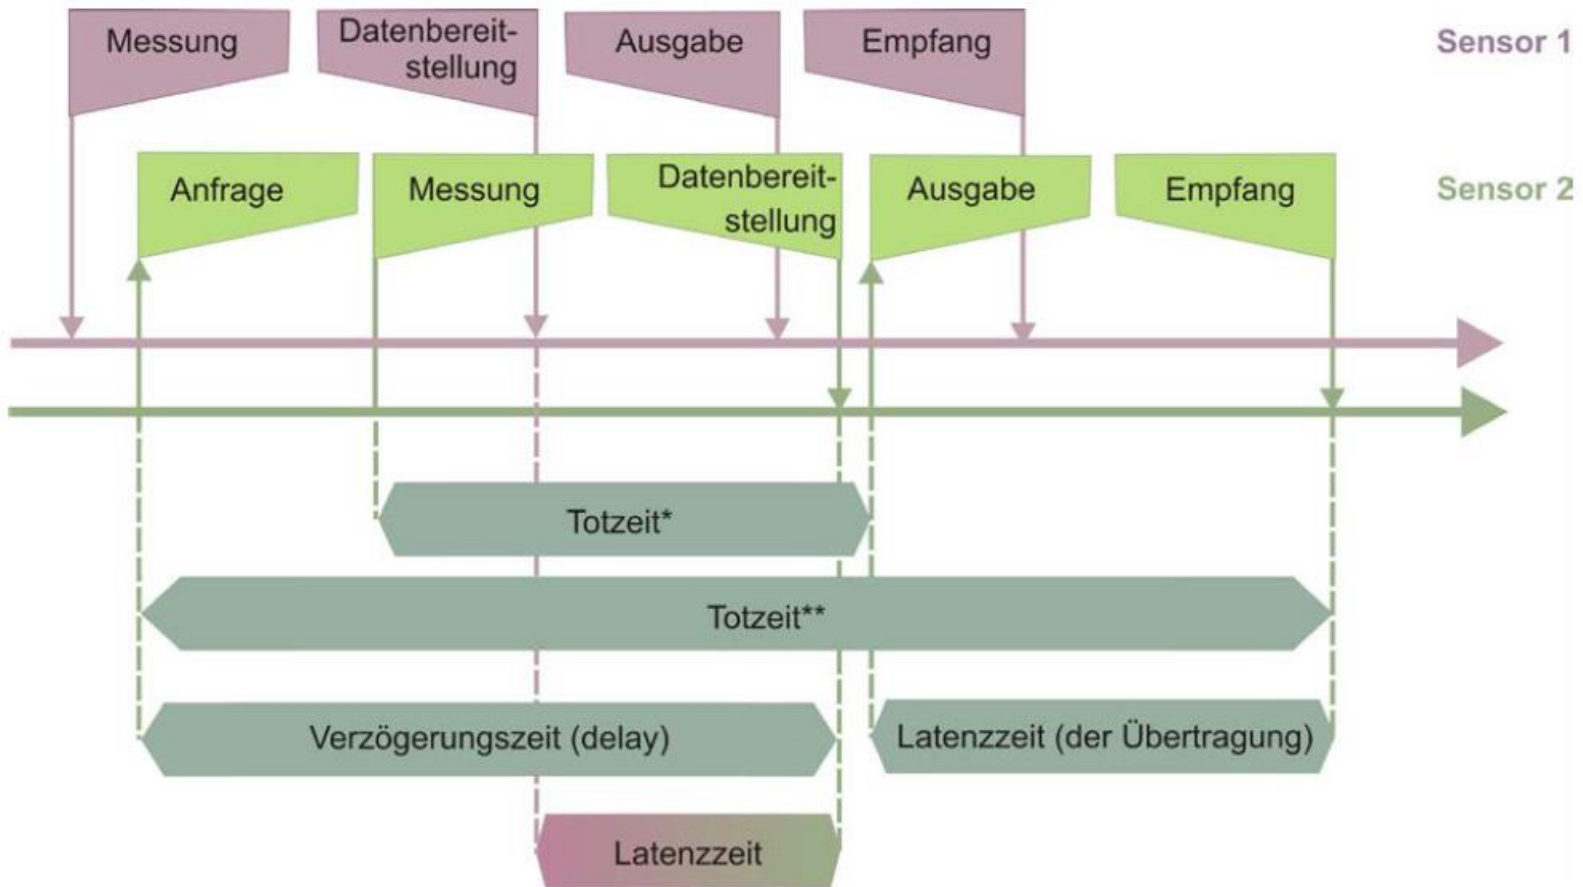 Messung
Datenbereit-
stellung
Ausgabe
Empfang
Sensor 1
Anfrage
Messung
Datenbereit-
stellung
Ausgabe
Empfang
Sensor 2
Totzeit*
Totzeit**
Verzögerungszeit (delay)
Latenzzeit (der Übertragung)
Latenzzeit